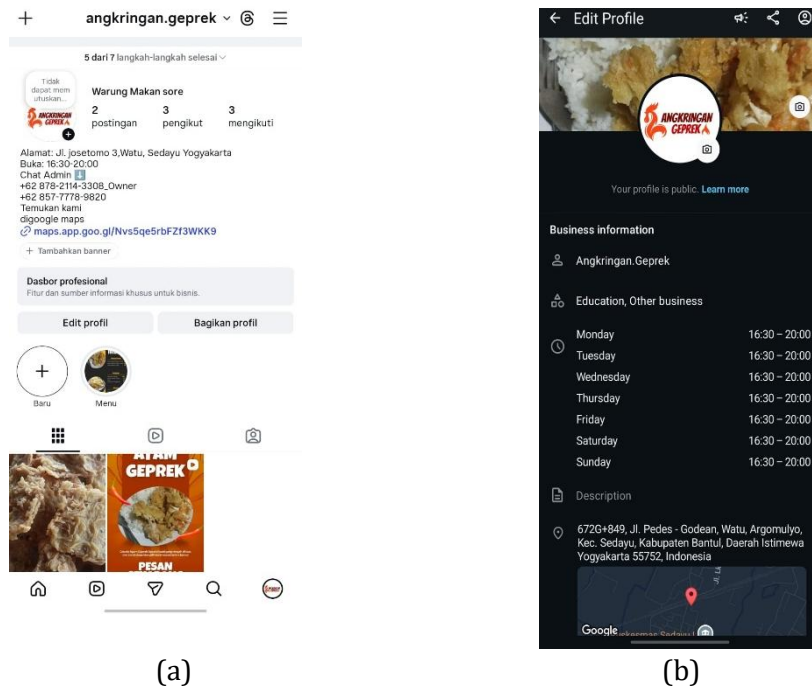 angkringan.geprek
5 dari 7 langkah-langkah selesai
Tidak
dapat mem
utuskan...
Warung Makan sore
2
3
3
postingan
pengikut
mengikuti
ANGKRINGAN
GEPREK
Alamat: Jl. josetomo 3,Watu, Sedayu Yogyakarta
Buka: 16:30-20:00
Chat Admin ⬇️
+62 878-2114-3308_Owner
+62 857-7778-9820
Temukan kami
digoogle maps
maps.app.goo.gl/Nvs5qe5rbFZf3WKK9
+ Tambahkan banner
Dasbor profesional
Fitur dan sumber informasi khusus untuk bisnis.
Edit profil
Bagikan profil
Baru
Menu
AYAM
GEPREK
PESAN
(a)
Edit Profile
ANGKRINGAN
GEPREK
Your profile is public. Learn more
Business information
Angkringan.Geprek
Education, Other business
Monday 16:30 – 20:00
Tuesday 16:30 – 20:00
Wednesday 16:30 – 20:00
Thursday 16:30 – 20:00
Friday 16:30 – 20:00
Saturday 16:30 – 20:00
Sunday 16:30 – 20:00
Description
672G+849, Jl. Pedes - Godean, Watu, Argomulyo,
Kec. Sedayu, Kabupaten Bantul, Daerah Istimewa
Yogyakarta 55752, Indonesia
Google
(b)